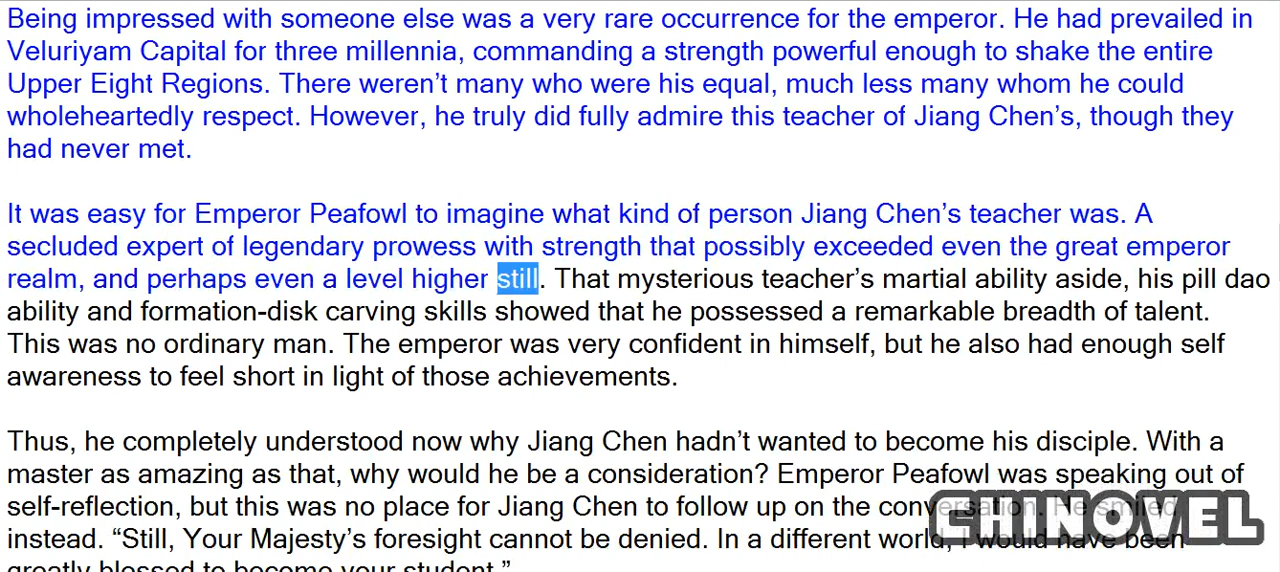 Being impressed with someone else was a very rare occurrence for the emperor. He had prevailed in
Veluriyam Capital for three millennia, commanding a strength powerful enough to shake the entire
Upper Eight Regions. There weren’t many who were his equal, much less many whom he could
wholeheartedly respect. However, he truly did fully admire this teacher of Jiang Chen’s, though they
had never met.
It was easy for Emperor Peafowl to imagine what kind of person Jiang Chen’s teacher was. A
secluded expert of legendary prowess with strength that possibly exceeded even the great emperor
realm, and perhaps even a level higher still. That mysterious teacher’s martial ability aside, his pill dao
ability and formation-disk carving skills showed that he possessed a remarkable breadth of talent.
This was no ordinary man. The emperor was very confident in himself, but he also had enough self
awareness to feel short in light of those achievements.
Thus, he completely understood now why Jiang Chen hadn’t wanted to become his disciple. With a
master as amazing as that, why would he be a consideration? Emperor Peafowl was speaking out of
self-reflection, but this was no place for Jiang Chen to follow up on the conversation. He smiled
instead. “Still, Your Majesty’s foresight cannot be denied. In a different world, I would have been
greatly blessed to become your student.”
CHINOVEL